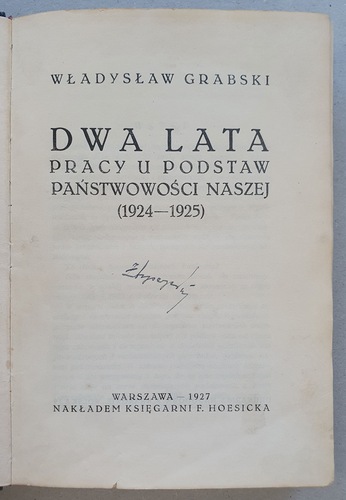 WŁADYSŁAW GRABSKI
DWA LATA
PRACY U PODSTAW
PAŃSTWOWOŚCI NASZEJ
(1924—1925)
WARSZAWA — 1927
NAKŁADEM KSIĘGARNI F. HOESICKA